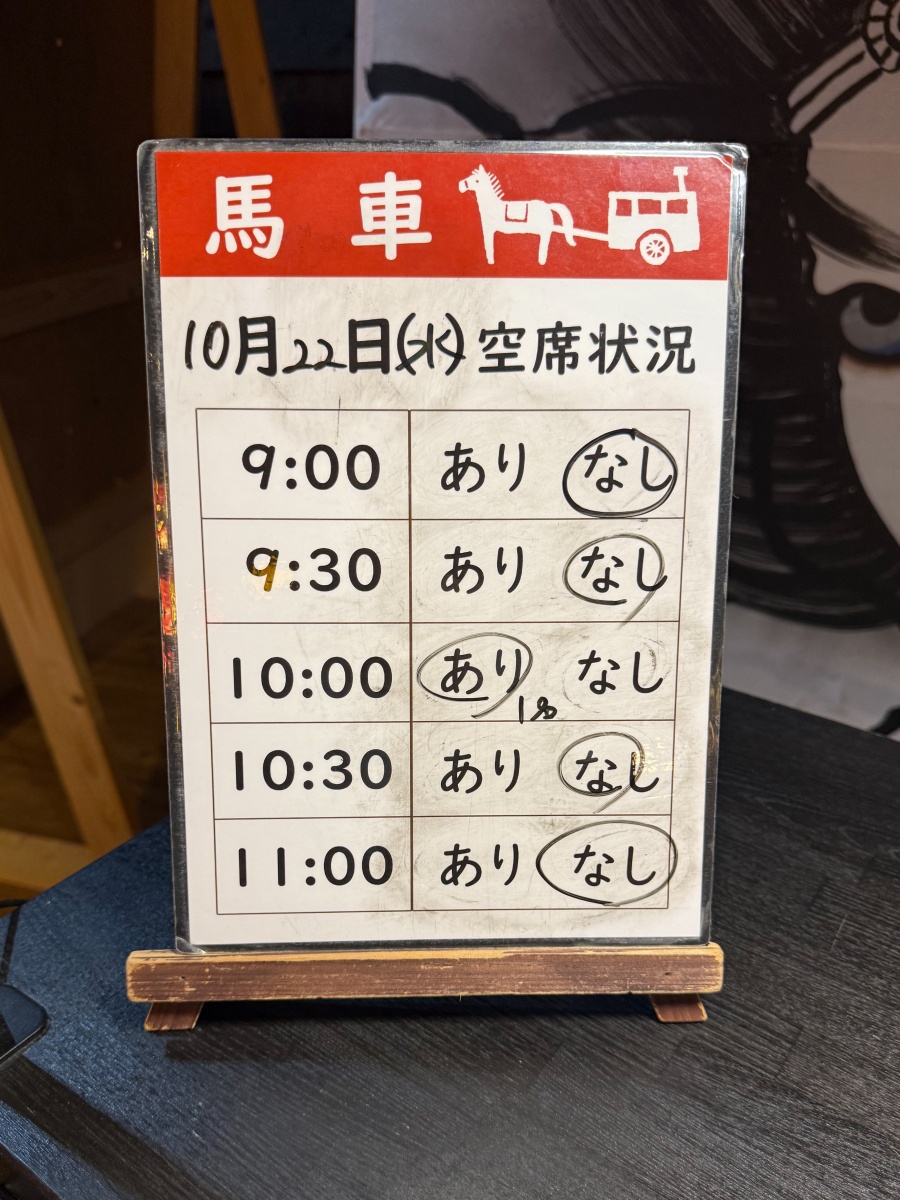 馬車
10月22日(水)空席状況
9:00 あり なし
9:30 あり なし
10:00 あり なし
10:30 あり なし
11:00 あり なし